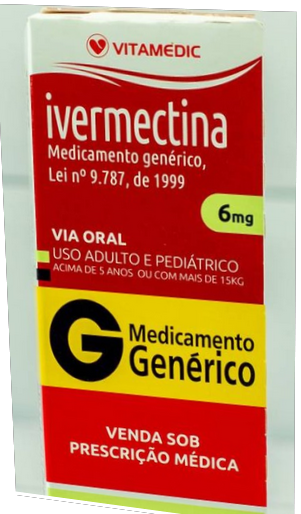 VITAMEDIC
ivermectina
Medicamento genérico,
Lei nº 9.787, de 1999
6mg
VIA ORAL
USO ADULTO E PEDIÁTRICO
ACIMA DE 5 ANOS OU COM MAIS DE 15KG
G
Medicamento
Genérico
VENDA SOB
PRESCRIÇÃO MÉDICA